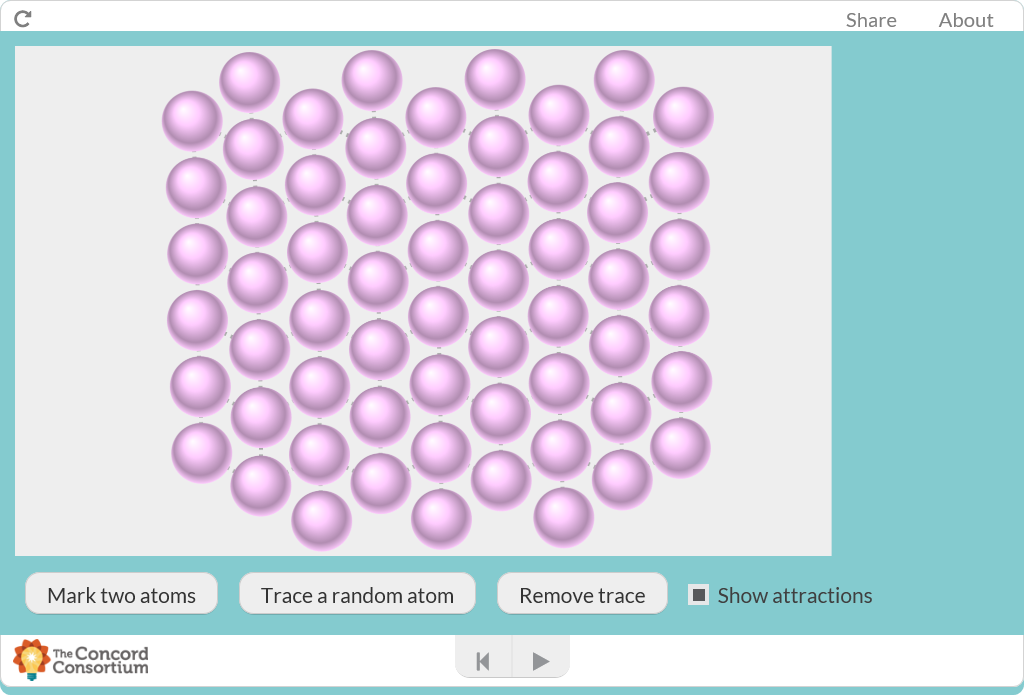 Share About
Mark two atoms Trace a random atom Remove trace Show attractions
The Concord
Consortium